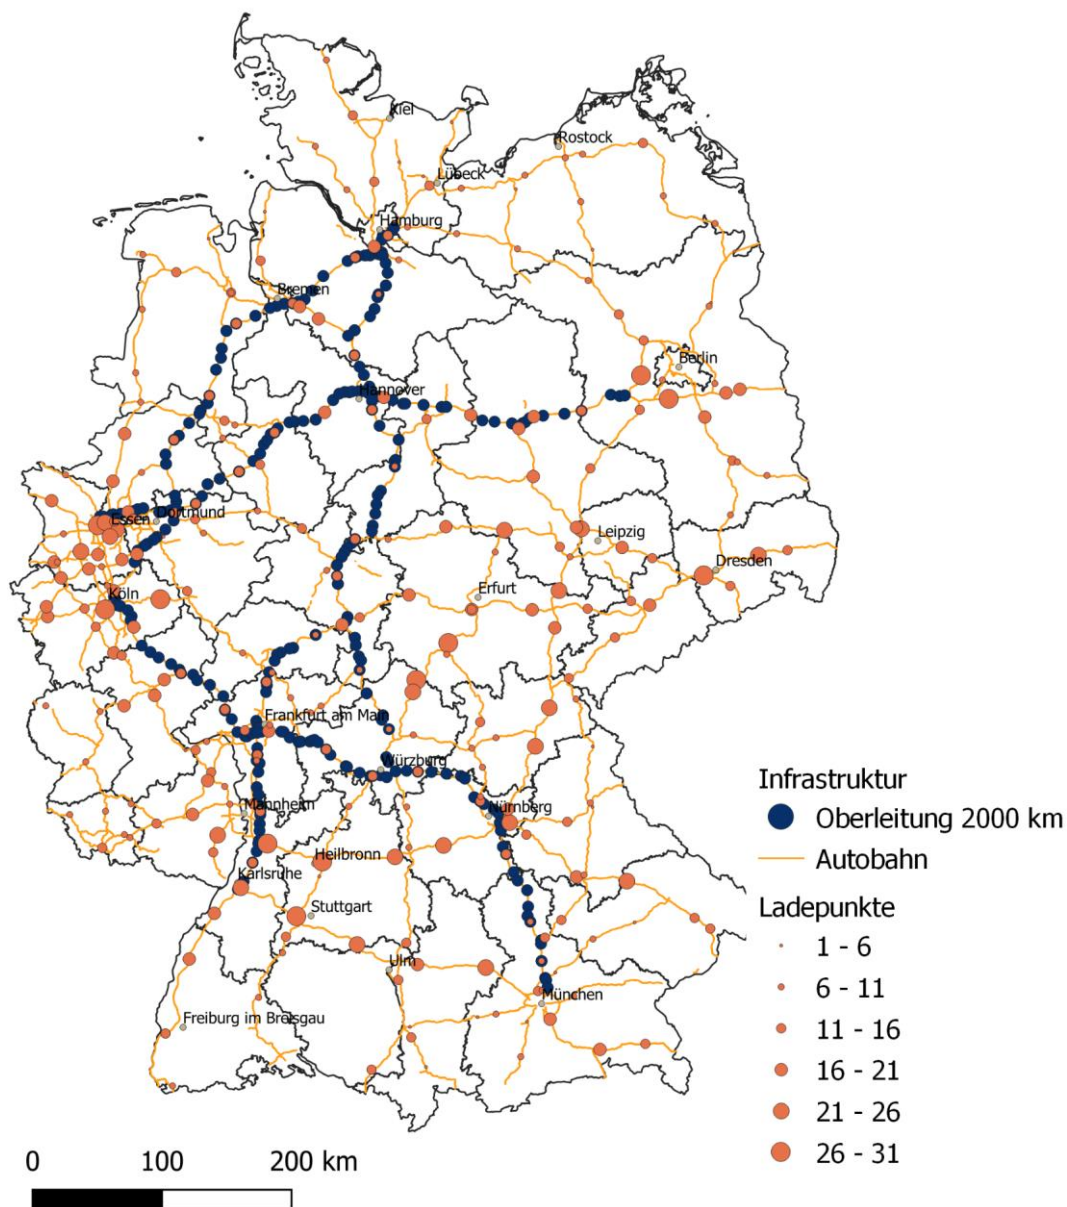 Kiel
Rostock
Lübeck
Hamburg
Bremen
Berlin
Hannover
Essen
Dortmund
Leipzig
Dresden
Köln
Erfurt
Frankfurt am Main
Würzburg
Mannheim
Nürnberg
Heilbronn
Karlsruhe
Stuttgart
Ulm
München
Freiburg im Breisgau
Infrastruktur
Oberleitung 2000 km
Autobahn
Ladepunkte
1 - 6
6 - 11
11 - 16
16 - 21
21 - 26
26 - 31
0 100 200 km